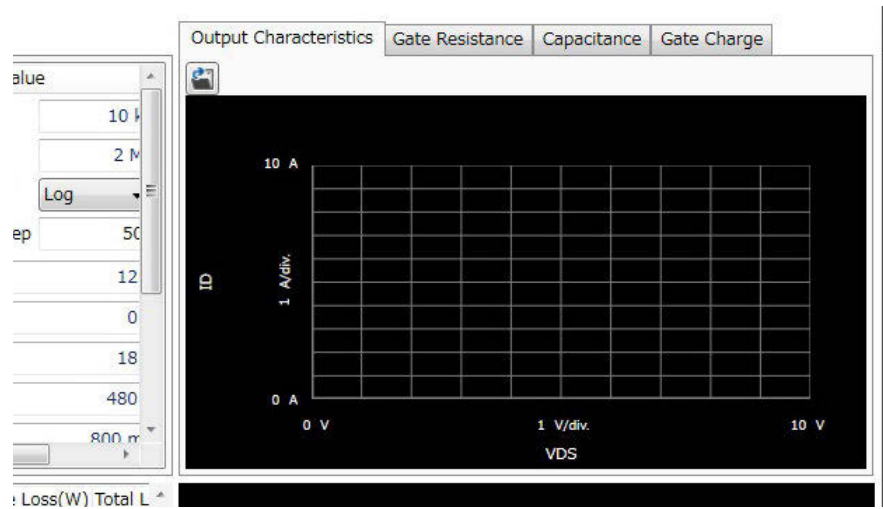 Output Characteristics
Gate Resistance
Capacitance
Gate Charge
alue
10 k
2 M
Log
ep
50
12
0
18
480
800 m
e Loss(W) Total L
10 A
ID
1 A/div.
0 A
0 V
1 V/div.
10 V
VDS